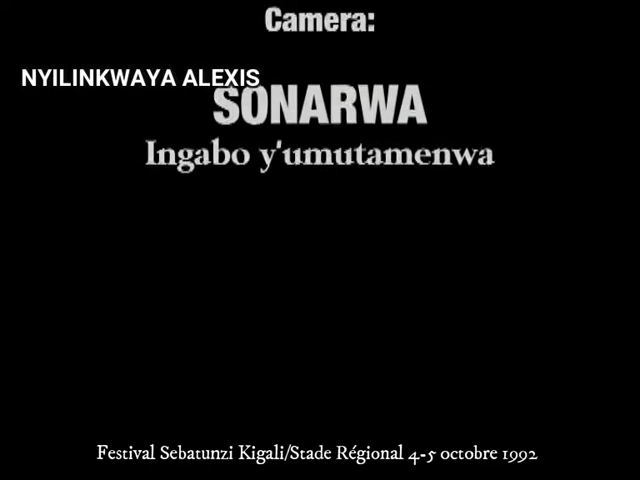 Camera:
NYILINKWAYA ALEXIS
SONARWA
Ingabo y'umutamenwa
Festival Sebatunzi Kigali/Stade Régional 4-5 octobre 1992